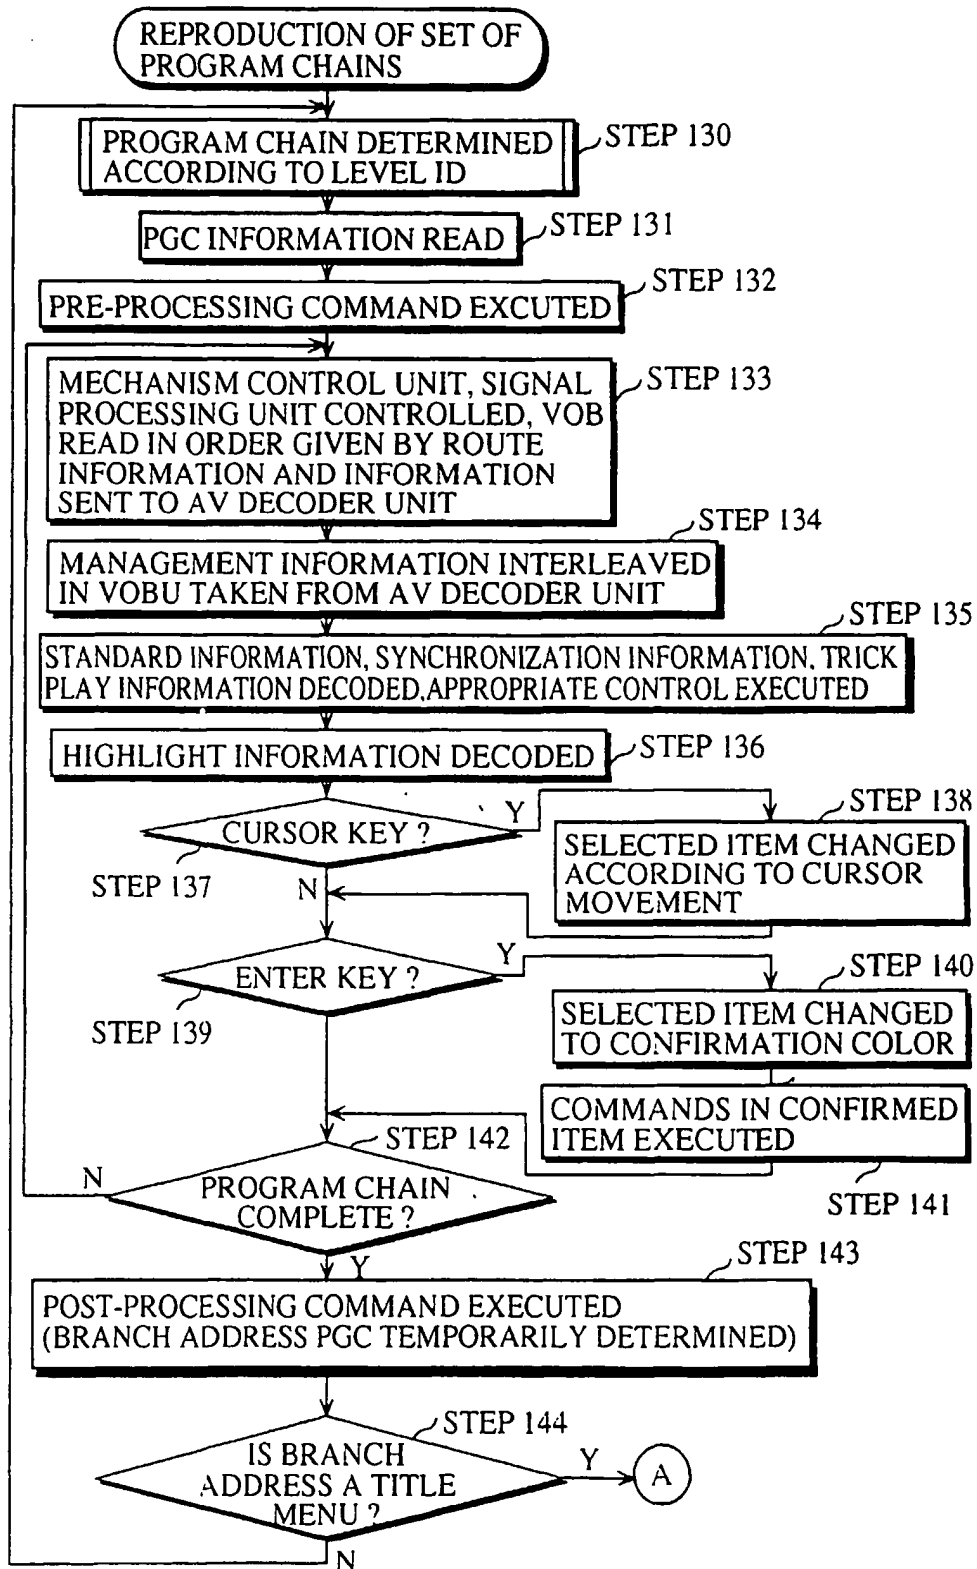 REPRODUCTION OF SET OF
PROGRAM CHAINS
PROGRAM CHAIN DETERMINED
ACCORDING TO LEVEL ID
STEP 130
PGC INFORMATION READ
STEP 131
PRE-PROCESSING COMMAND EXCUTED
STEP 132
MECHANISM CONTROL UNIT, SIGNAL
PROCESSING UNIT CONTROLLED, VOB
READ IN ORDER GIVEN BY ROUTE
INFORMATION AND INFORMATION
SENT TO AV DECODER UNIT
STEP 133
STEP 134
MANAGEMENT INFORMATION INTERLEAVED
IN VOBU TAKEN FROM AV DECODER UNIT
STEP 135
STANDARD INFORMATION, SYNCHRONIZATION INFORMATION, TRICK
PLAY INFORMATION DECODED,APPROPRIATE CONTROL EXECUTED
HIGHLIGHT INFORMATION DECODED
STEP 136
CURSOR KEY ?
Y
STEP 137
N
STEP 138
SELECTED ITEM CHANGED
ACCORDING TO CURSOR
MOVEMENT
ENTER KEY ?
Y
STEP 139
STEP 140
SELECTED ITEM CHANGED
TO CONFIRMATION COLOR
COMMANDS IN CONFIRMED
ITEM EXECUTED
STEP 141
STEP 142
PROGRAM CHAIN
COMPLETE ?
N
Y
STEP 143
POST-PROCESSING COMMAND EXECUTED
(BRANCH ADDRESS PGC TEMPORARILY DETERMINED)
STEP 144
IS BRANCH
ADDRESS A TITLE
MENU ?
Y
A
N